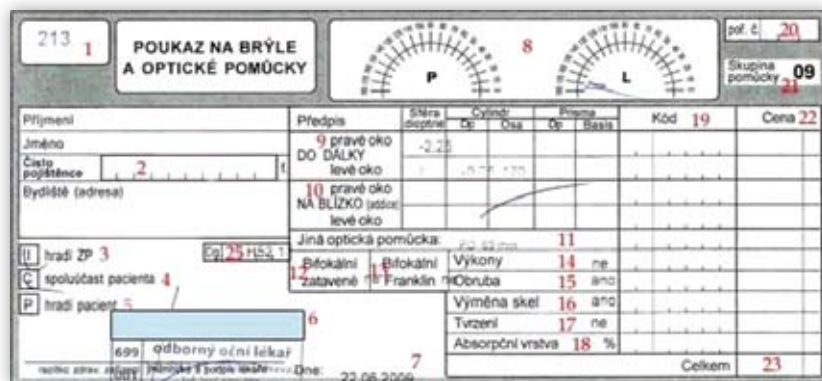 213 1
POUKAZ NA BRÝLE
A OPTICKÉ POMŮCKY
8
P
L
poř. č. 20
Skupina pomůcky 09
21
Příjmení
Jméno
Číslo pojištěnce 2
Bydliště (adresa)
Předpis Sféra dioptrie Cylindr Dp Osa Prisma Dp Basis
9 pravé oko -2.25
DO DÁLKY
levé oko
10 pravé oko
NA BLÍZKO (addice)
levé oko
Kód 19 Cena 22
Jiná optická pomůcka: 11
I hradí ZP 3
Dg 25 H52.1
C spoluúčast pacienta 4
P hradí pacient 5
12 Bifokální zatavené
Bifokální Franklin
Výkony 14 ne
Obruba 15 ano
Výměna skel 16 ano
Tvrzení 17 ne
Absorpční vrstva 18 %
6
699 odborný oční lékař
001
Dne: 7
22.06.2009
Celkem 23